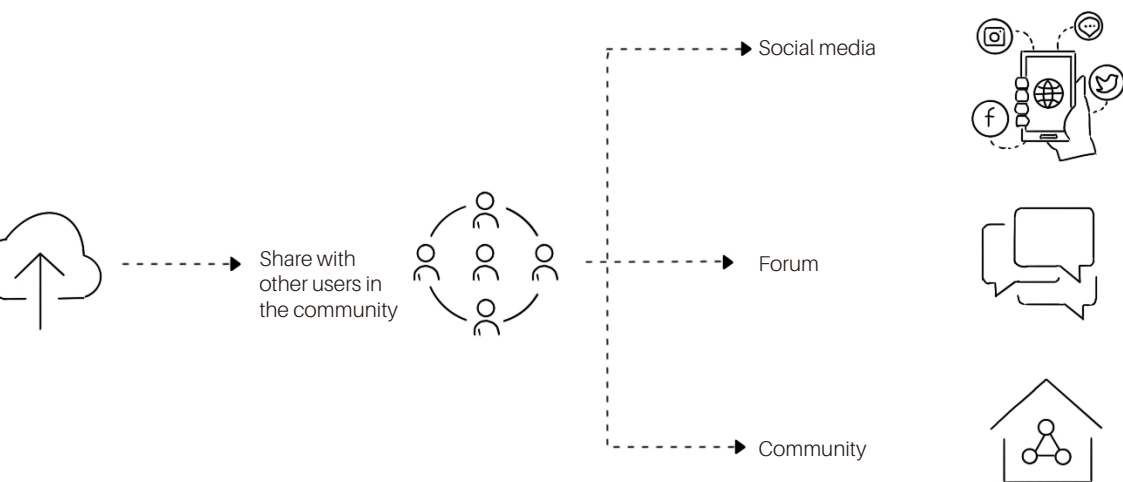 Social media
f
Share with
other users in
the community
Forum
Community